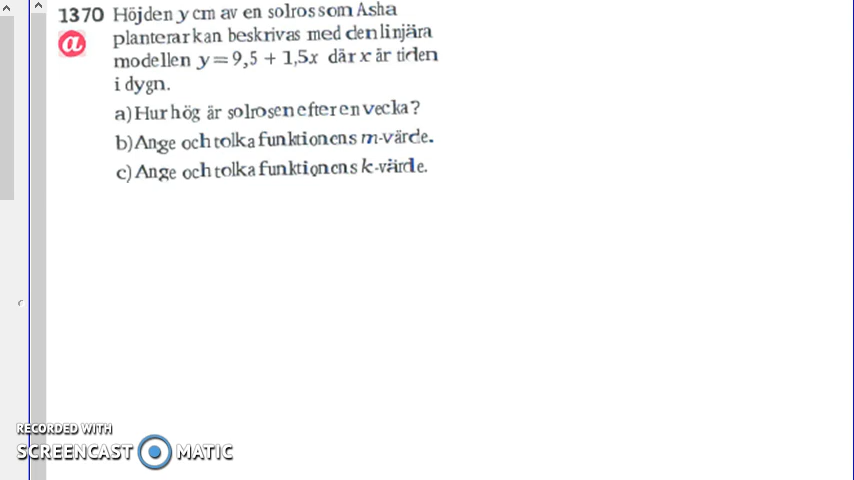 1370 Höjden y cm av en solros som Asha
a planterar kan beskrivas med den linjära
modellen y = 9,5 + 1,5x där x är tiden
i dygn.
a) Hur hög är solrosen efter en vecka?
b) Ange och tolka funktionens m-värde.
c) Ange och tolka funktionens k-värde.
RECORDED WITH
SCREENCAST MATIC